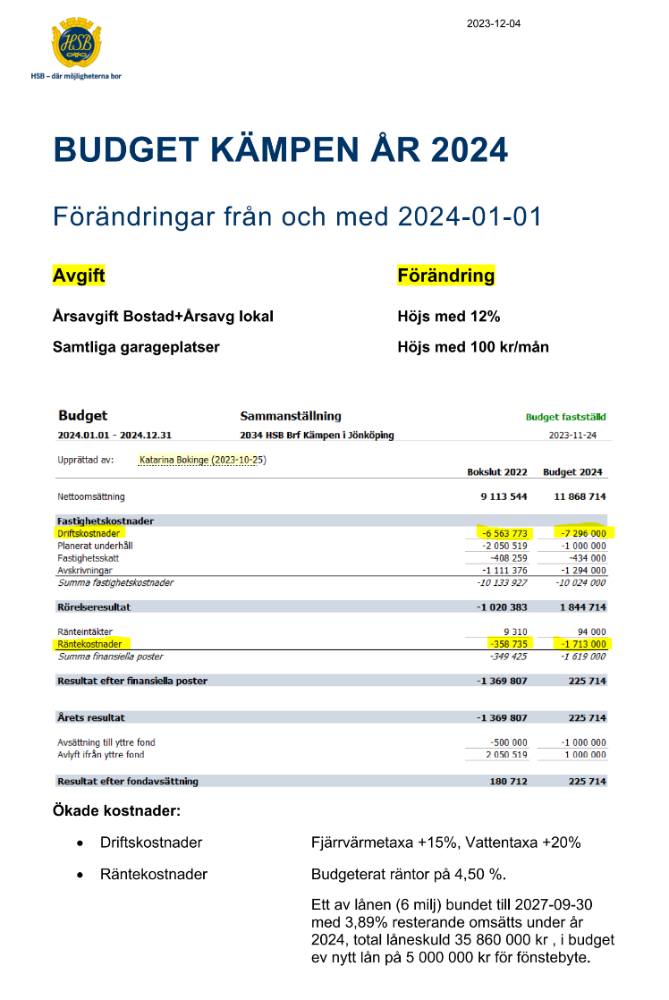 2023-12-04
HSB
HSB – där möjligheterna bor
BUDGET KÄMPEN ÅR 2024
Förändringar från och med 2024-01-01
Avgift Förändring
Årsavgift Bostad+Årsavg lokal Höjs med 12%
Samtliga garageplatser Höjs med 100 kr/mån
Budget Sammanställning Budget fastställd
2024.01.01 - 2024.12.31 2034 HSB Brf Kämpen i Jönköping 2023-11-24
Upprättad av: Katarina Bokinge (2023-10-25)
Bokslut 2022 Budget 2024
Nettoomsättning 9 113 544 11 868 714
Fastighetskostnader
Driftskostnader -6 563 773 -7 296 000
Planerat underhåll -2 050 519 -1 000 000
Fastighetsskatt -408 259 -434 000
Avskrivningar -1 111 376 -1 294 000
Summa fastighetskostnader -10 133 927 -10 024 000
Rörelseresultat -1 020 383 1 844 714
Ränteintäkter 9 310 94 000
Räntekostnader -358 735 -1 713 000
Summa finansiella poster -349 425 -1 619 000
Resultat efter finansiella poster -1 369 807 225 714
Årets resultat -1 369 807 225 714
Avsättning till yttre fond -500 000 -1 000 000
Avlyft ifrån yttre fond 2 050 519 1 000 000
Resultat efter fondavsättning 180 712 225 714
Ökade kostnader:
• Driftskostnader Fjärrvärmetaxa +15%, Vattentaxa +20%
• Räntekostnader Budgeterat räntor på 4,50 %.
Ett av lånen (6 milj) bundet till 2027-09-30
med 3,89% resterande omsätts under år
2024, total låneskuld 35 860 000 kr , i budget
ev nytt lån på 5 000 000 kr för fönstebyte.